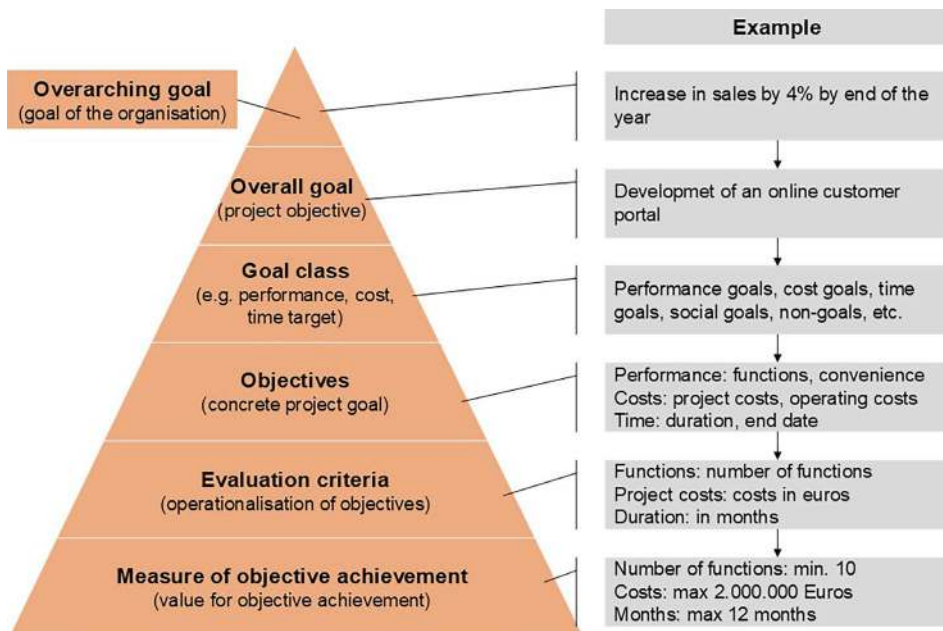 Example
Overarching goal
(goal of the organisation)
Increase in sales by 4% by end of the
year
Overall goal
(project objective)
Developmet of an online customer
portal
Goal class
(e.g. performance, cost,
time target)
Performance goals, cost goals, time
goals, social goals, non-goals, etc.
Objectives
(concrete project goal)
Performance: functions, convenience
Costs: project costs, operating costs
Time: duration, end date
Evaluation criteria
(operationalisation of objectives)
Functions: number of functions
Project costs: costs in euros
Duration: in months
Measure of objective achievement
(value for objective achievement)
Number of functions: min. 10
Costs: max 2.000.000 Euros
Months: max 12 months